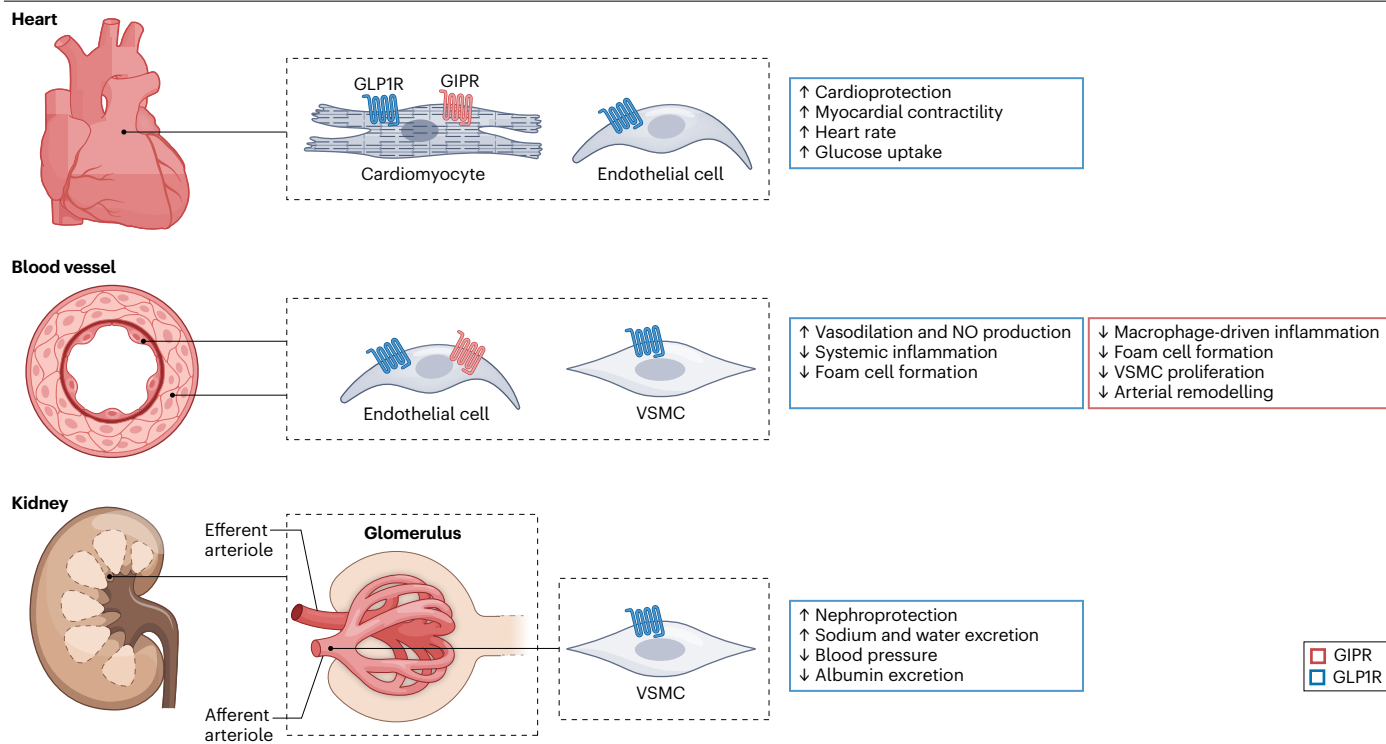 Heart
GLP1R
GIPR
Cardiomyocyte
Endothelial cell
↑ Cardioprotection
↑ Myocardial contractility
↑ Heart rate
↑ Glucose uptake
Blood vessel
Endothelial cell
VSMC
↑ Vasodilation and NO production
↓ Systemic inflammation
↓ Foam cell formation
↓ Macrophage-driven inflammation
↓ Foam cell formation
↓ VSMC proliferation
↓ Arterial remodelling
Kidney
Efferent
arteriole
Glomerulus
Afferent
arteriole
VSMC
↑ Nephroprotection
↑ Sodium and water excretion
↓ Blood pressure
↓ Albumin excretion
GIPR
GLP1R